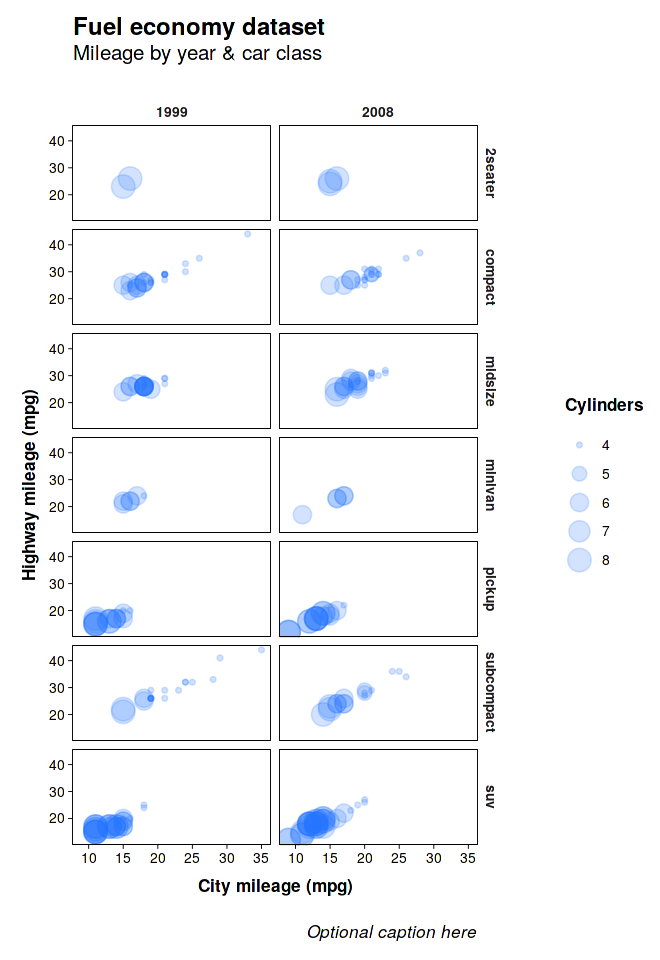 Fuel economy dataset
Mileage by year & car class
1999 2008
40
30
20
2seater
40
30
20
compact
40
30
20
midsize
40
30
20
minivan
40
30
20
pickup
40
30
20
subcompact
40
30
20
suv
10 15 20 25 30 35 10 15 20 25 30 35
Highway mileage (mpg)
City mileage (mpg)
Cylinders
4
5
6
7
8
Optional caption here